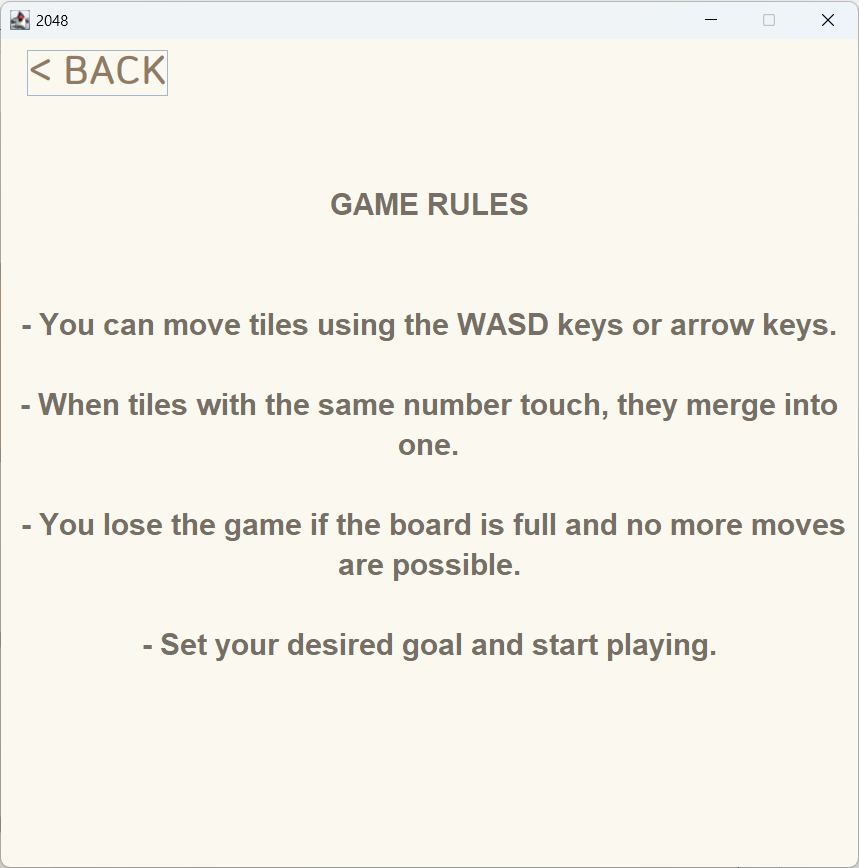 2048
< BACK
GAME RULES
- You can move tiles using the WASD keys or arrow keys.
- When tiles with the same number touch, they merge into
one.
- You lose the game if the board is full and no more moves
are possible.
- Set your desired goal and start playing.